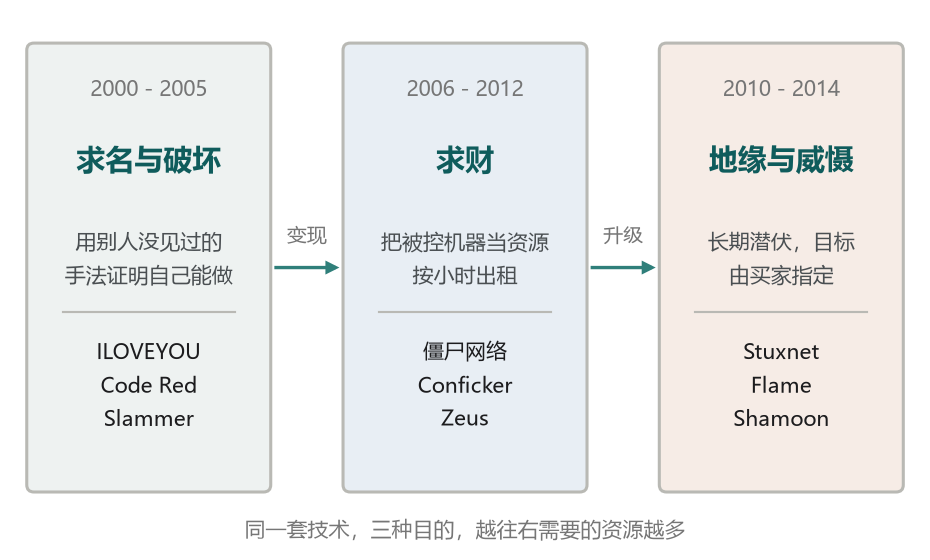 2000 - 2005
求名与破坏
用别人没见过的
手法证明自己能做
ILOVEYOU
Code Red
Slammer
变现
2006 - 2012
求财
把被控机器当资源
按小时出租
僵尸网络
Conficker
Zeus
升级
2010 - 2014
地缘与威慑
长期潜伏，目标
由买家指定
Stuxnet
Flame
Shamoon
同一套技术，三种目的，越往右需要的资源越多